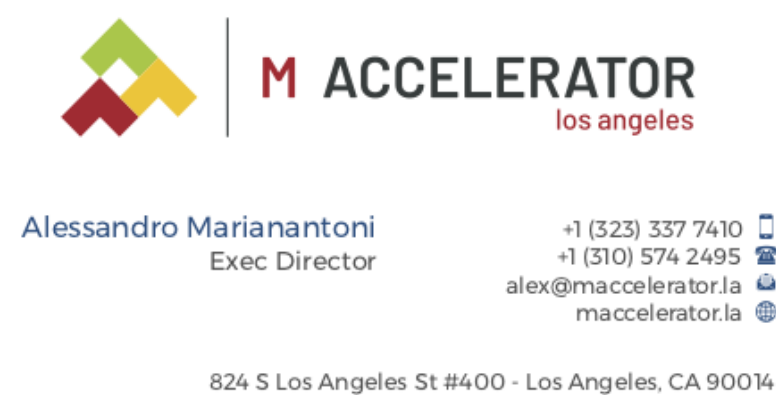 M ACCELERATOR
los angeles
Alessandro Marianantoni
Exec Director
+1 (323) 337 7410
+1 (310) 574 2495
alex@maccelerator.la
maccelerator.la
824 S Los Angeles St #400 - Los Angeles, CA 90014